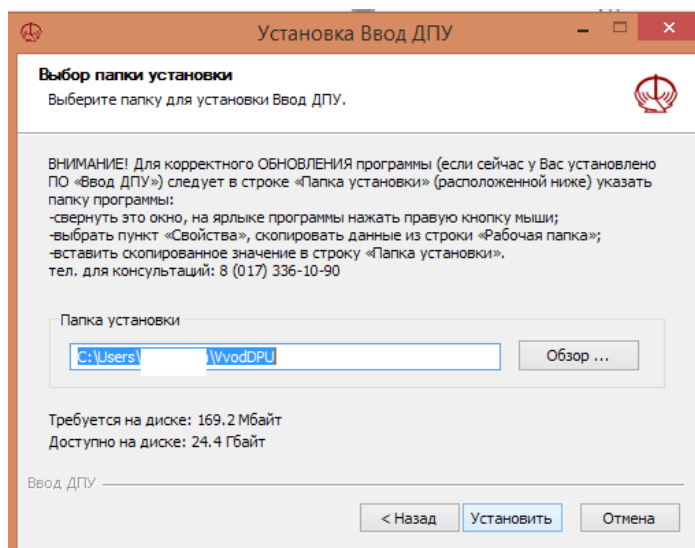 Установка Ввод ДПУ
Выбор папки установки
Выберите папку для установки Ввод ДПУ.
ВНИМАНИЕ! Для корректного ОБНОВЛЕНИЯ программы (если сейчас у Вас установлено
ПО «Ввод ДПУ») следует в строке «Папка установки» (расположенной ниже) указать
папку программы:
-свернуть это окно, на ярлыке программы нажать правую кнопку мыши;
-выбрать пункт «Свойства», скопировать данные из строки «Рабочая папка»;
-вставить скопированное значение в строку «Папка установки».
тел. для консультаций: 8 (017) 336-10-90
Папка установки
C:\Users\ \VvodDPU
Обзор ...
Требуется на диске: 169.2 Мбайт
Доступно на диске: 24.4 Гбайт
Ввод ДПУ
< Назад Установить Отмена